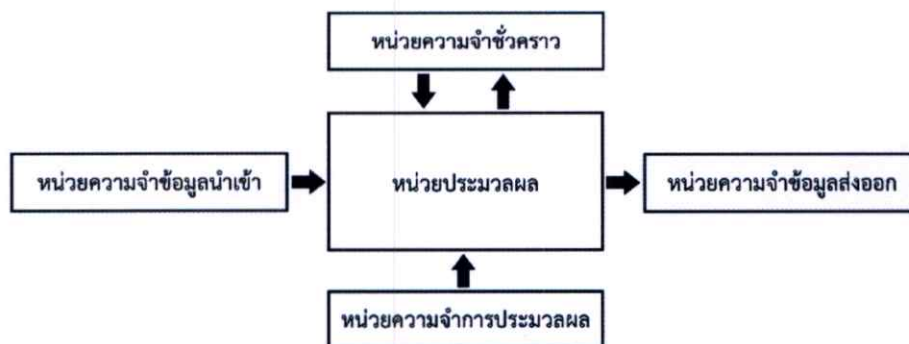 หน่วยความจำชั่วคราว
หน่วยความจำข้อมูลนำเข้า
หน่วยประมวลผล
หน่วยความจำข้อมูลส่งออก
หน่วยความจำการประมวลผล